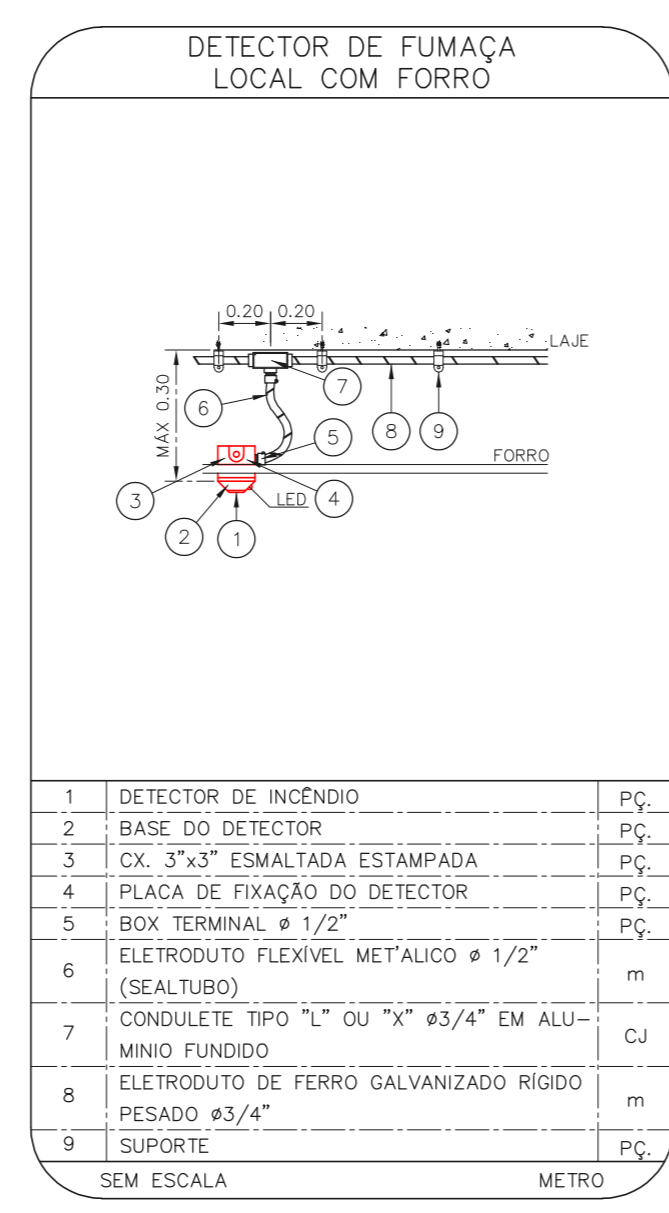 DETECTOR DE FUMAÇA
LOCAL COM FORRO
0.20 0.20
LAJE
MÁX 0.30
7
6
5
8
9
FORRO
3
LED
4
2
1
1 DETECTOR DE INCÊNDIO PÇ.
2 BASE DO DETECTOR PÇ.
3 CX. 3"x3" ESMALTADA ESTAMPADA PÇ.
4 PLACA DE FIXAÇÃO DO DETECTOR PÇ.
5 BOX TERMINAL ø 1/2" PÇ.
6 ELETRODUTO FLEXÍVEL MET'ALICO ø 1/2" m
(SEALTUBO)
7 CONDULETE TIPO "L" OU "X" ø3/4" EM ALU– CJ
MINIO FUNDIDO
8 ELETRODUTO DE FERRO GALVANIZADO RÍGIDO m
PESADO ø3/4"
9 SUPORTE PÇ.
SEM ESCALA METRO